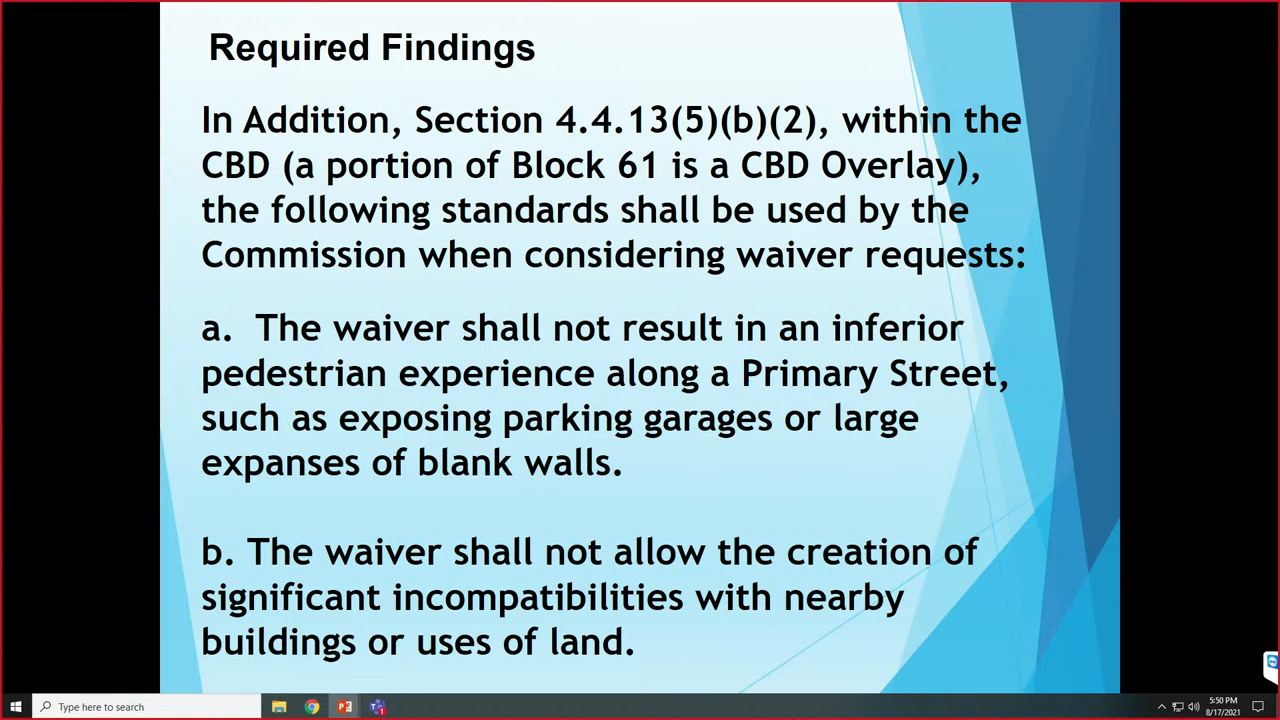 Required Findings
In Addition, Section 4.4.13(5)(b)(2), within the
CBD (a portion of Block 61 is a CBD Overlay),
the following standards shall be used by the
Commission when considering waiver requests:
a. The waiver shall not result in an inferior
pedestrian experience along a Primary Street,
such as exposing parking garages or large
expanses of blank walls.
b. The waiver shall not allow the creation of
significant incompatibilities with nearby
buildings or uses of land.
Type here to search
5:50 PM
8/17/2021